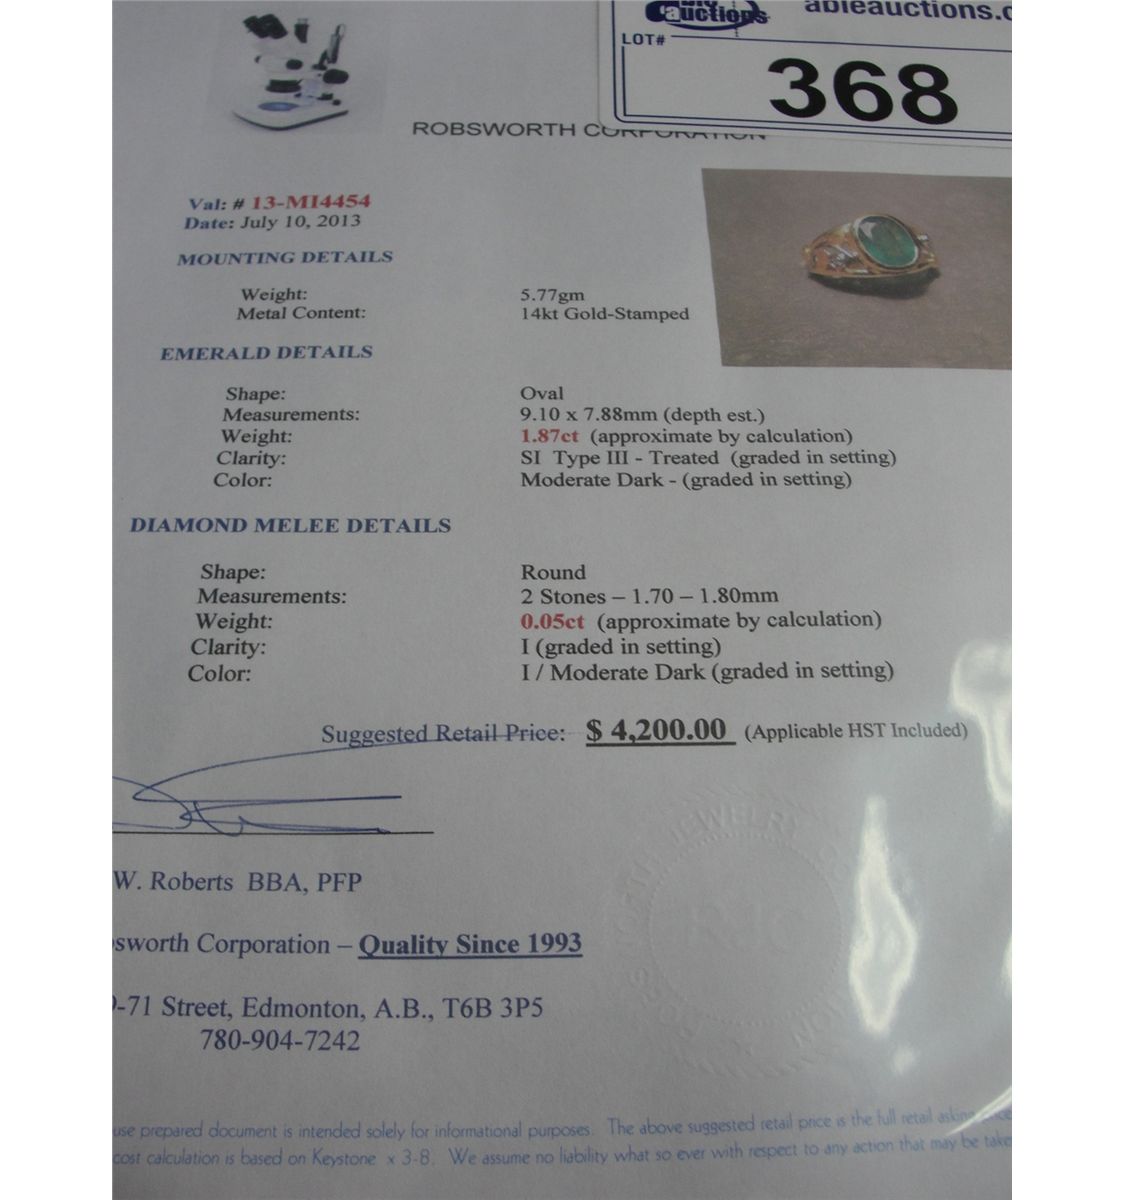 auctions
ableauctions.c
LOT#
368
ROBSWORTH CORPORATION
Val: # 13-MI4454
Date: July 10, 2013
MOUNTING DETAILS
Weight: 5.77gm
Metal Content: 14kt Gold-Stamped
EMERALD DETAILS
Shape: Oval
Measurements: 9.10 x 7.88mm (depth est.)
Weight: 1.87ct (approximate by calculation)
Clarity: SI Type III - Treated (graded in setting)
Color: Moderate Dark - (graded in setting)
DIAMOND MELEE DETAILS
Shape: Round
Measurements: 2 Stones – 1.70 – 1.80mm
Weight: 0.05ct (approximate by calculation)
Clarity: I (graded in setting)
Color: I / Moderate Dark (graded in setting)
Suggested Retail Price: $ 4,200.00 (Applicable HST Included)
W. Roberts BBA, PFP
sworth Corporation – Quality Since 1993
-71 Street, Edmonton, A.B., T6B 3P5
780-904-7242
JEWELRY
use prepared document is intended solely for informational purposes. The above suggested retail price is the full retail asking
cost calculation is based on Keystone x 3-8. We assume no liability what so ever with respect to any action that may be take